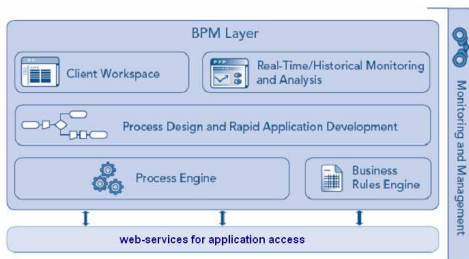 BPM Layer
Client Workspace
Real-Time/Historical Monitoring
and Analysis
Process Design and Rapid Application Development
Process Engine
Business
Rules Engine
web-services for application access
Monitoring and Management